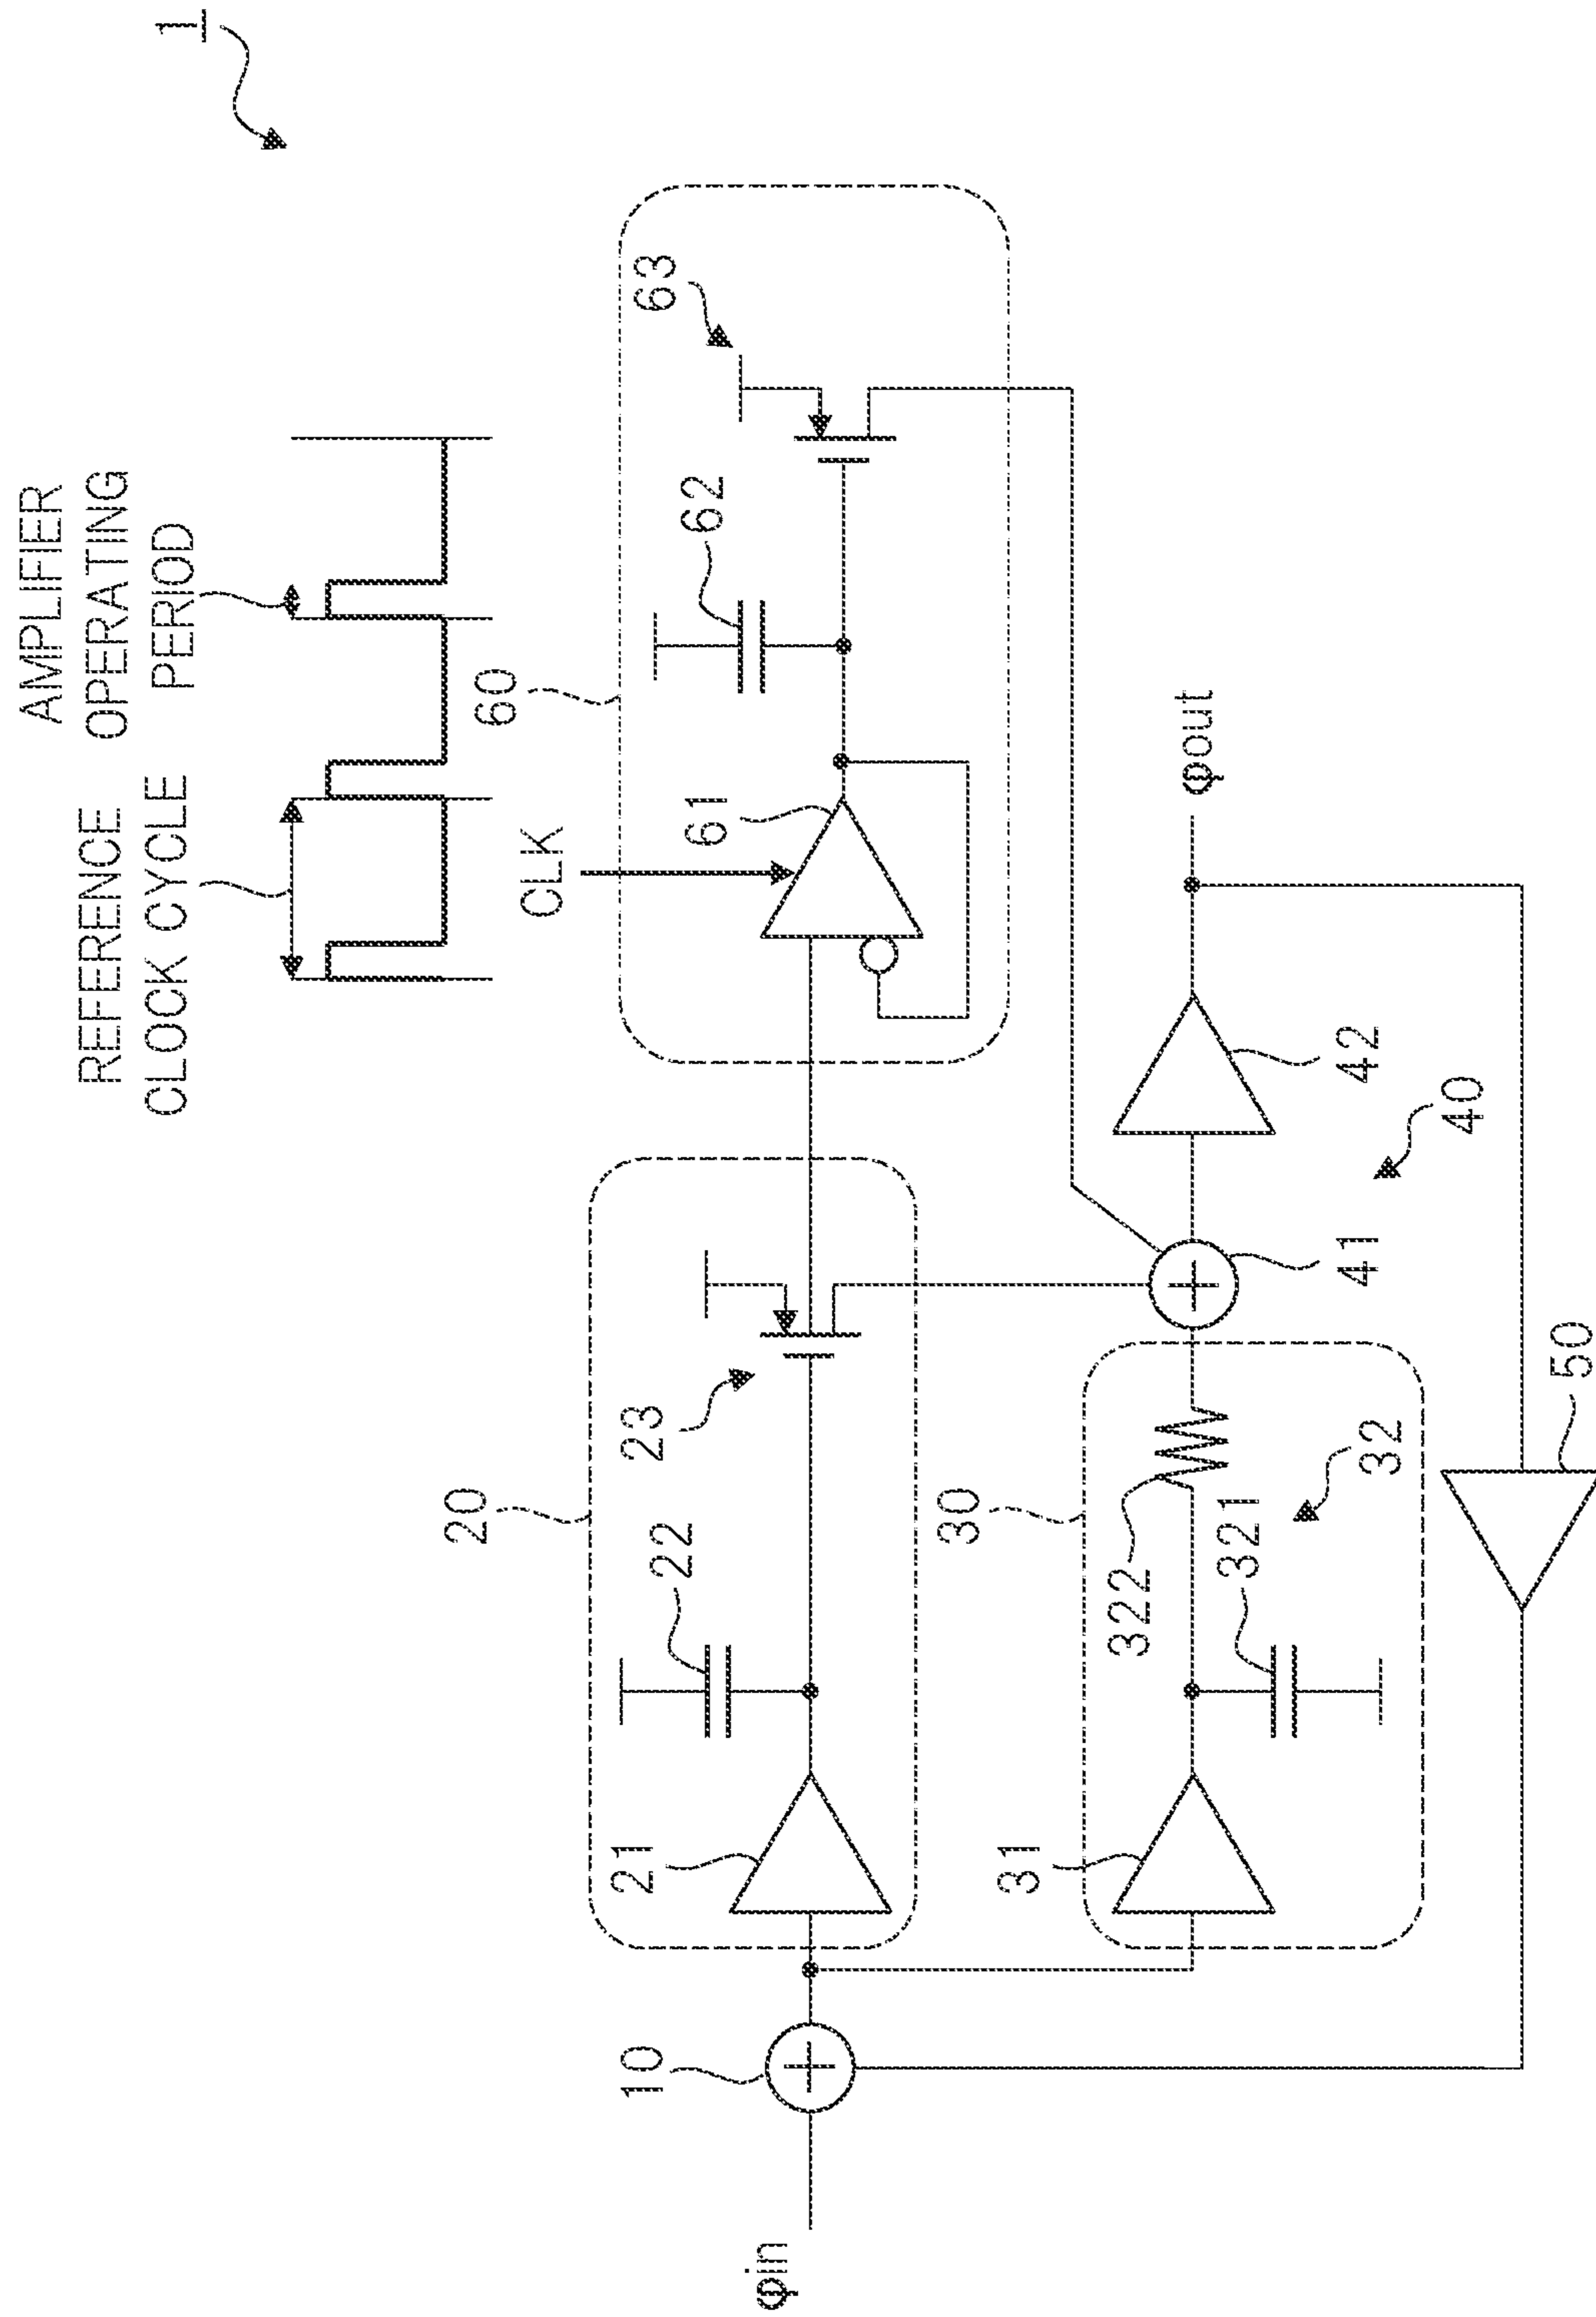 1
REFERENCE
CLOCK CYCLE
AMPLIFIER
OPERATING
PERIOD
CLK
60
61
62
63
20
21
22
23
10
φin
30
31
322
321
32
41
42
40
φout
50